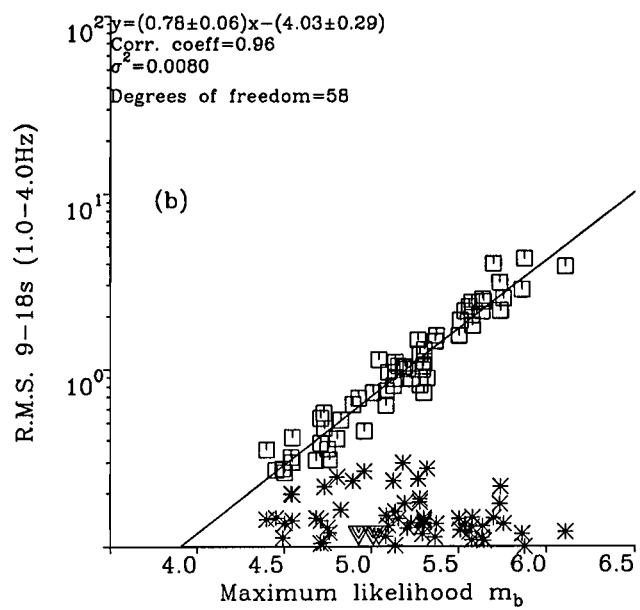 y=(0.78±0.06)x−(4.03±0.29)
Corr. coeff=0.96
σ²=0.0080
Degrees of freedom=58
(b)
10²
10¹
10⁰
R.M.S. 9−18s (1.0−4.0Hz)
4.0 4.5 5.0 5.5 6.0 6.5
Maximum likelihood m_b